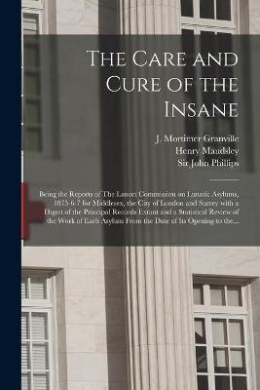 The Care and
Cure of the
Insane
J. Mortimer Granville
Henry Maudsley
Sir John Phillips
Being the Reports of The Lancet Commission on Lunatic Asylums,
1875-6-7 for Middlesex, the City of London and Surrey with a
Digest of the Principal Records Extant and a Statistical Review
of the Work of Each Asylum From the Date of Its Opening to the...